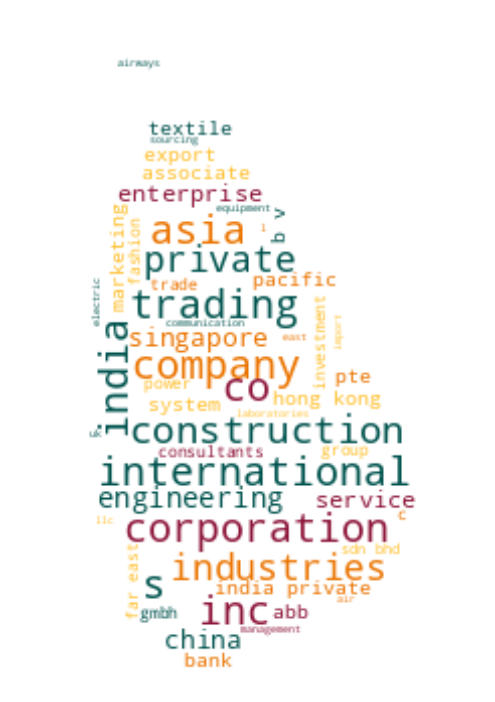 airways
textile
sourcing
export
associate
enterprise
equipment
marketing
fashion
b v
asia
l
private
trade
pacific
electric
trading
communication
investment
import
india
singapore
east
company
power
co
pte
system
hong kong
laboratories
uk
construction
consultants
group
international
engineering
service
llc
corporation
c
far east
sdn bhd
industries
s
india private
air
gmbh
inc
abb
management
china
bank